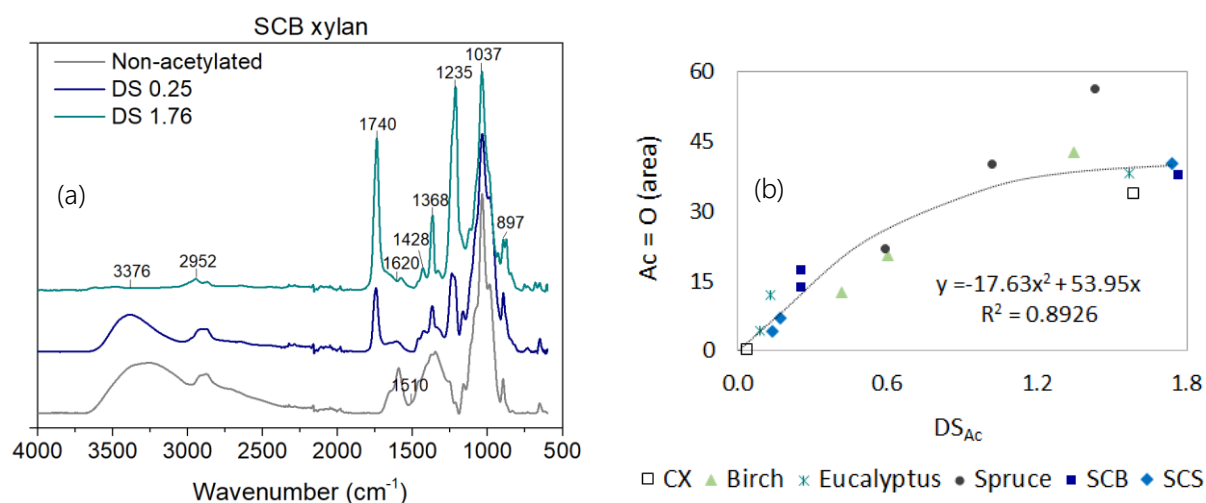 SCB xylan
Non-acetylated
DS 0.25
DS 1.76
(a)
1740
1235
1037
1368
1428
1620
897
3376
2952
1510
4000 3500 3000 2500 2000 1500 1000 500
Wavenumber (cm⁻¹)
60
45
30
15
0
Ac = O (area)
(b)
y =-17.63x² + 53.95x
R² = 0.8926
0.0 0.6 1.2 1.8
DS_Ac
CX Birch Eucalyptus Spruce SCB SCS